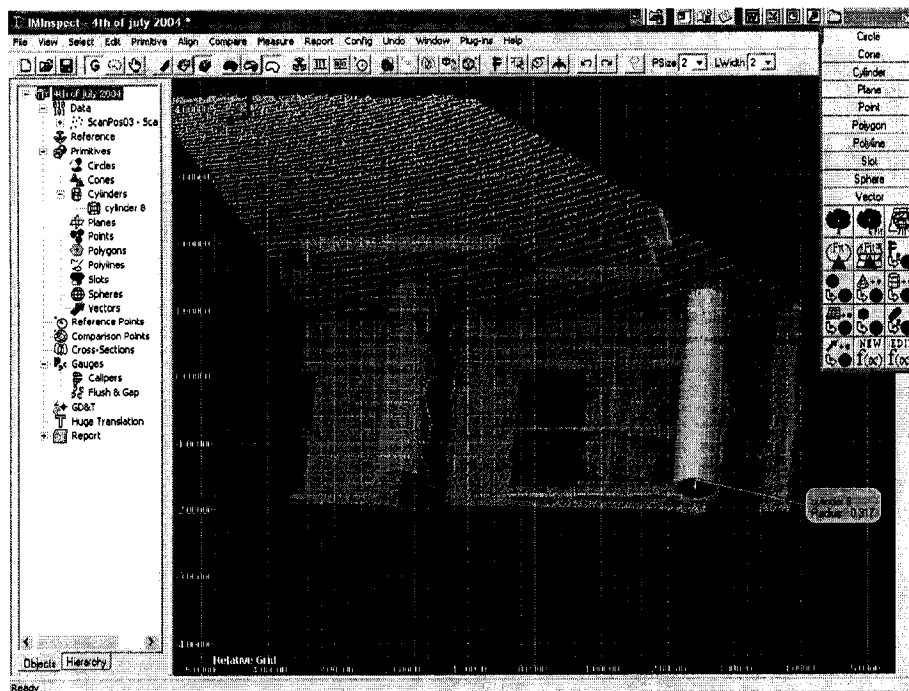 IMInspect - 4th of july 2004 *
File View Select Edit Primitive Align Compare Measure Report Config Undo Window Plug-Ins Help
PSize 2 LWidth 2
4th of july 2004
Data
ScanPos03 - Sca
Reference
Primitives
Circles
Cones
Cylinders
cylinder 8
Planes
Points
Polygons
Polylines
Slots
Spheres
Vectors
Reference Points
Comparison Points
Cross-Sections
Gauges
Calipers
Flush & Gap
GD&T
Huge Translation
Report
Objects Hierarchy
Ready
Relative Grid
Circle
Cone
Cylinder
Plane
Point
Polygon
Polyline
Slot
Sphere
Vector
NEW
f(x)
EDIT
f(x)